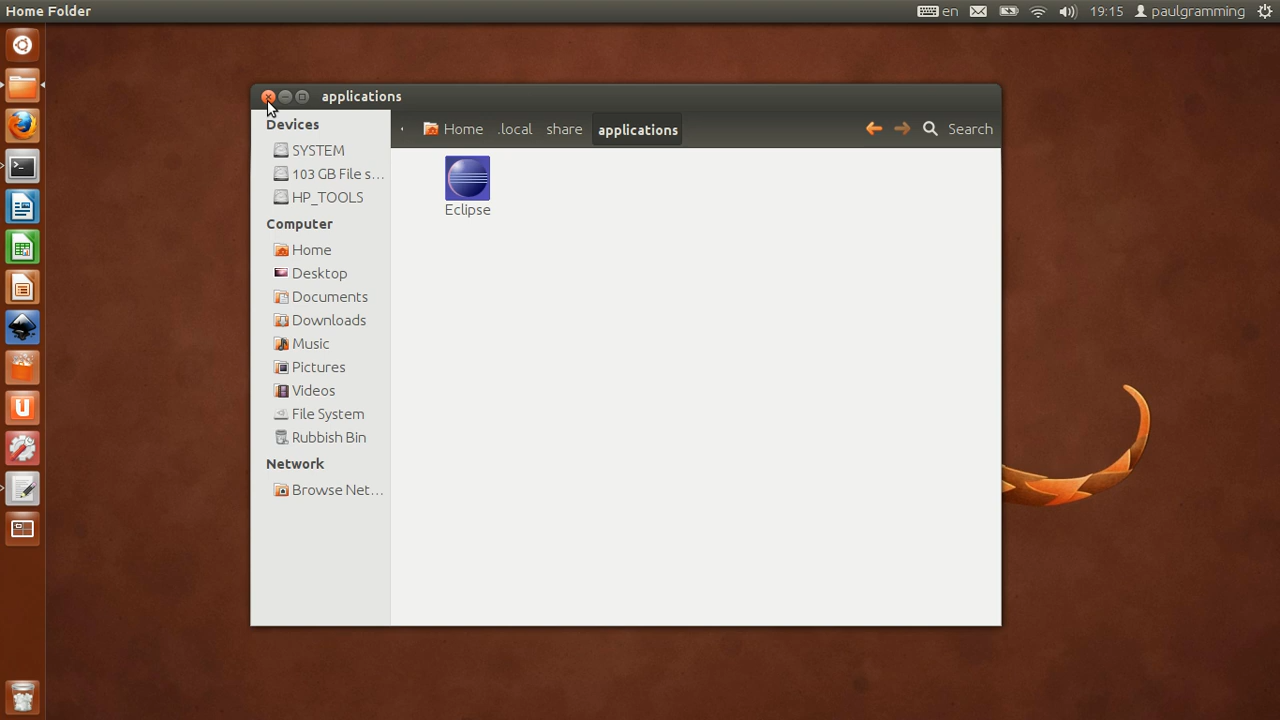 Home Folder
en
19:15 paulgramming
applications
Devices
SYSTEM
103 GB File s...
HP_TOOLS
Computer
Home
Desktop
Documents
Downloads
Music
Pictures
Videos
File System
Rubbish Bin
Network
Browse Net...
Home .local share applications
Search
Eclipse